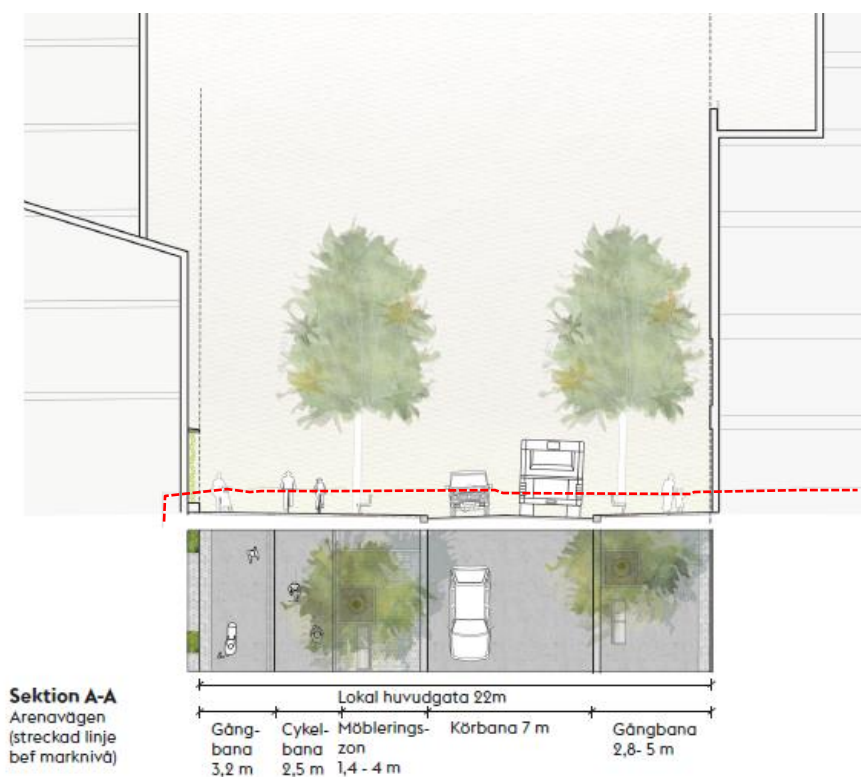 Sektion A-A
Arenavägen
(streckad linje
bef marknivå)
Lokal huvudgata 22m
Gång-
bana
3,2 m
Cykel-
bana
2,5 m
Möblerings-
zon
1,4 - 4 m
Körbana 7 m
Gångbana
2,8- 5 m